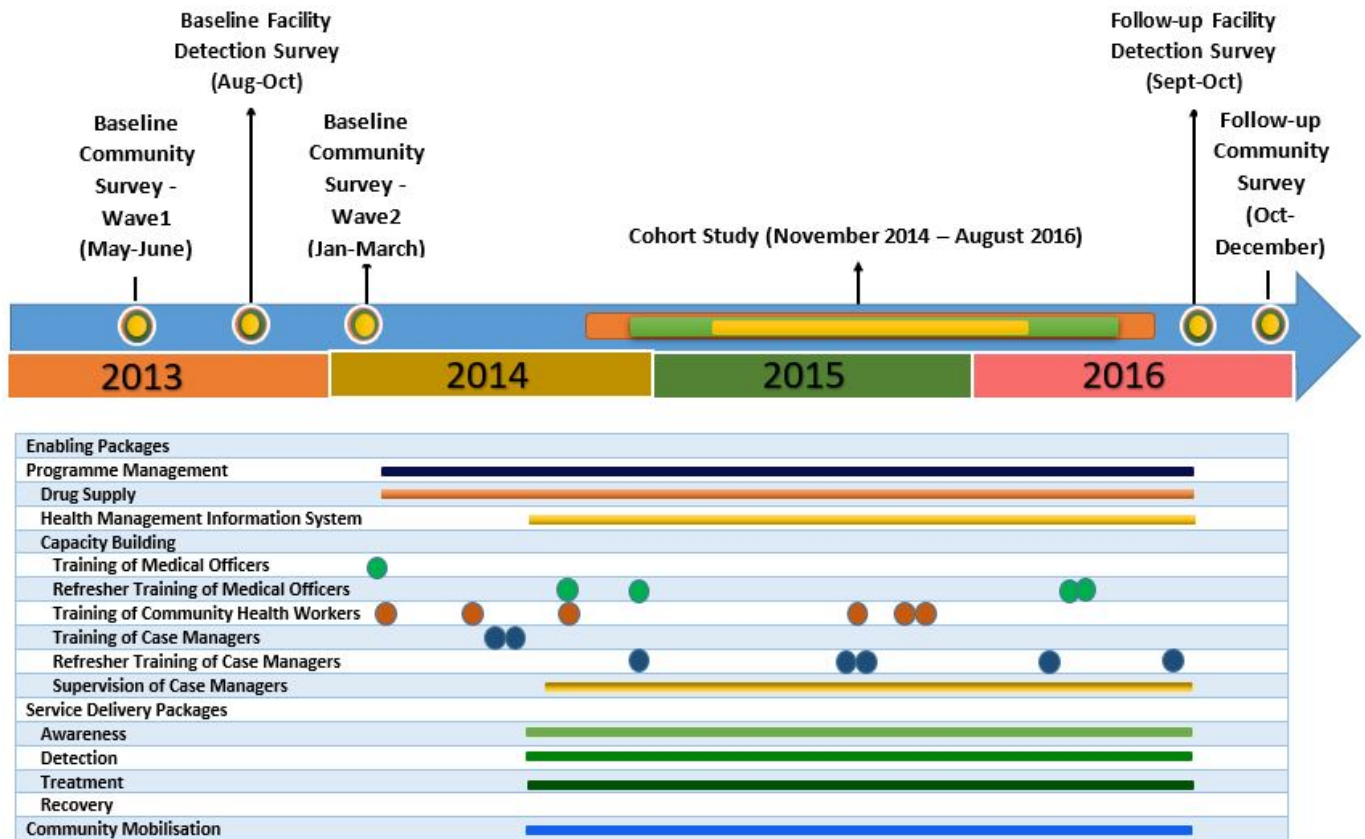 Baseline Facility
Detection Survey
(Aug-Oct)
Follow-up Facility
Detection Survey
(Sept-Oct)
Baseline
Community
Survey -
Wave1
(May-June)
Baseline
Community
Survey -
Wave2
(Jan-March)
Cohort Study (November 2014 – August 2016)
Follow-up
Community
Survey
(Oct-
December)
2013
2014
2015
2016
Enabling Packages
Programme Management
Drug Supply
Health Management Information System
Capacity Building
Training of Medical Officers
Refresher Training of Medical Officers
Training of Community Health Workers
Training of Case Managers
Refresher Training of Case Managers
Supervision of Case Managers
Service Delivery Packages
Awareness
Detection
Treatment
Recovery
Community Mobilisation